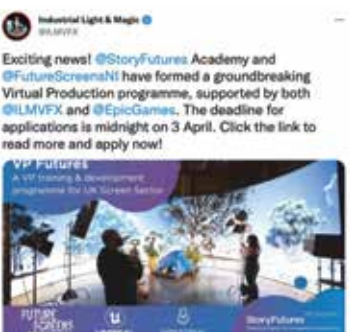 Industrial Light & Magic
@ILMVFX
Exciting news! @StoryFutures Academy and
@FutureScreensNI have formed a groundbreaking
Virtual Production programme, supported by both
@ILMVFX and @EpicGames. The deadline for
applications is midnight on 3 April. Click the link to
read more and apply now!
VP Futures
A VP training & development
programme for UK Screen Sector
FUTURE
SCREENS
StoryFutures